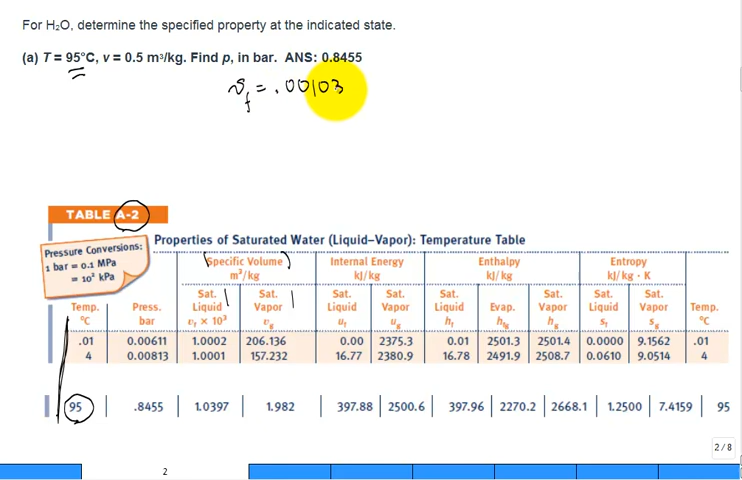 For H₂O, determine the specified property at the indicated state.
(a) T = 95°C, v = 0.5 m³/kg. Find p, in bar. ANS: 0.8455
v_f = .00103
TABLE A-2
Properties of Saturated Water (Liquid–Vapor): Temperature Table
Pressure Conversions:
1 bar = 0.1 MPa
= 10² kPa
Specific Volume m³/kg | Internal Energy kJ/kg | Enthalpy kJ/kg | Entropy kJ/kg · K
Temp. °C | Press. bar | Sat. Liquid v_f × 10³ | Sat. Vapor v_g | Sat. Liquid u_f | Sat. Vapor u_g | Sat. Liquid h_f | Evap. h_fg | Sat. Vapor h_g | Sat. Liquid s_f | Sat. Vapor s_g | Temp. °C
.01 | 0.00611 | 1.0002 | 206.136 | 0.00 | 2375.3 | 0.01 | 2501.3 | 2501.4 | 0.0000 | 9.1562 | .01
4 | 0.00813 | 1.0001 | 157.232 | 16.77 | 2380.9 | 16.78 | 2491.9 | 2508.7 | 0.0610 | 9.0514 | 4
95 | .8455 | 1.0397 | 1.982 | 397.88 | 2500.6 | 397.96 | 2270.2 | 2668.1 | 1.2500 | 7.4159 | 95
2 / 8
2